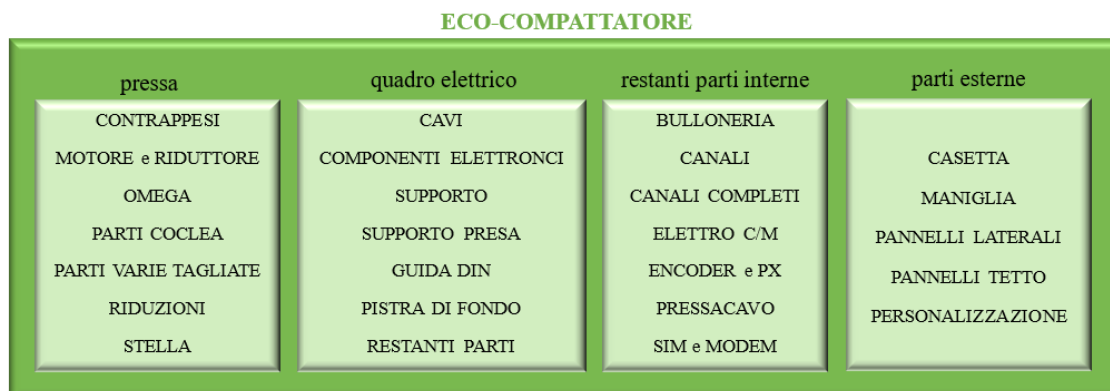 ECO-COMPATTATORE
pressa
CONTRAPPESI
MOTORE e RIDUTTORE
OMEGA
PARTI COCLEA
PARTI VARIE TAGLIATE
RIDUZIONI
STELLA
quadro elettrico
CAVI
COMPONENTI ELETTRONCI
SUPPORTO
SUPPORTO PRESA
GUIDA DIN
PISTRA DI FONDO
RESTANTI PARTI
restanti parti interne
BULLONERIA
CANALI
CANALI COMPLETI
ELETTRO C/M
ENCODER e PX
PRESSACAVO
SIM e MODEM
parti esterne
CASETTA
MANIGLIA
PANNELLI LATERALI
PANNELLI TETTO
PERSONALIZZAZIONE